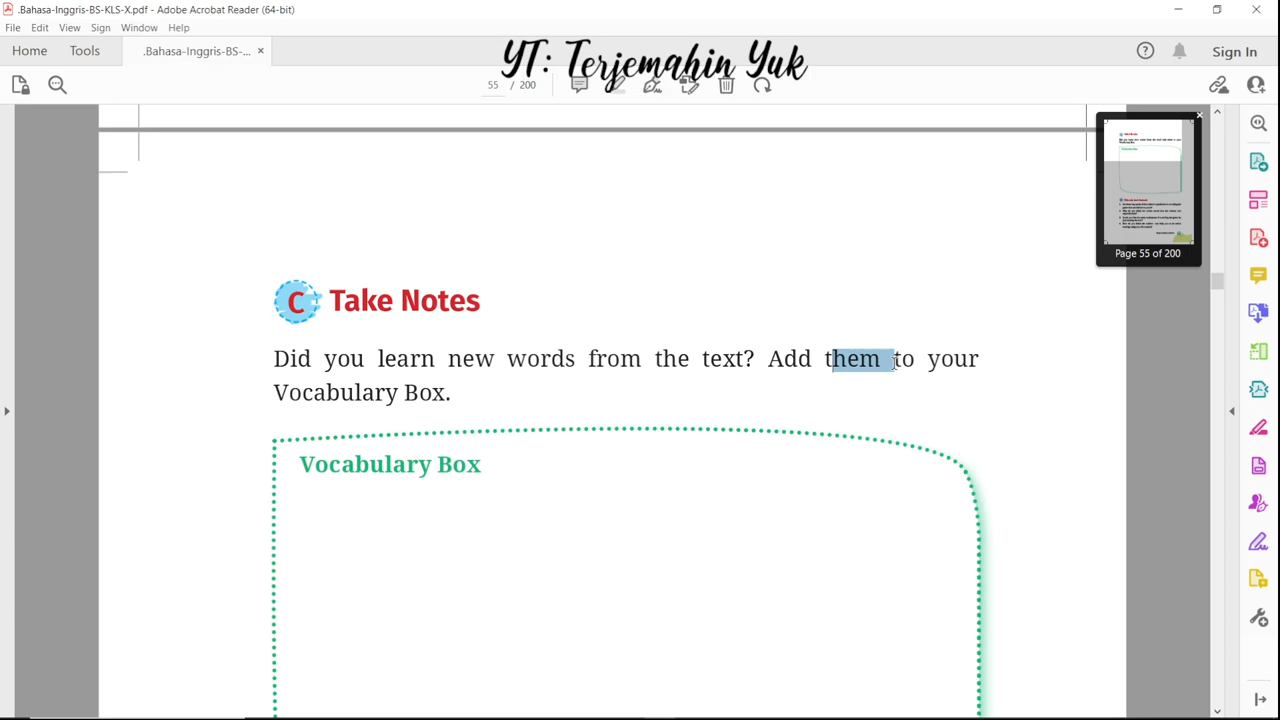 .Bahasa-Inggris-BS-KLS-X.pdf - Adobe Acrobat Reader (64-bit)
File Edit View Sign Window Help
Home Tools .Bahasa-Inggris-BS-... × Sign In
YT: Terjemahin Yuk
55 / 200
Page 55 of 200
C Take Notes
Did you learn new words from the text? Add them to your
Vocabulary Box.
Vocabulary Box